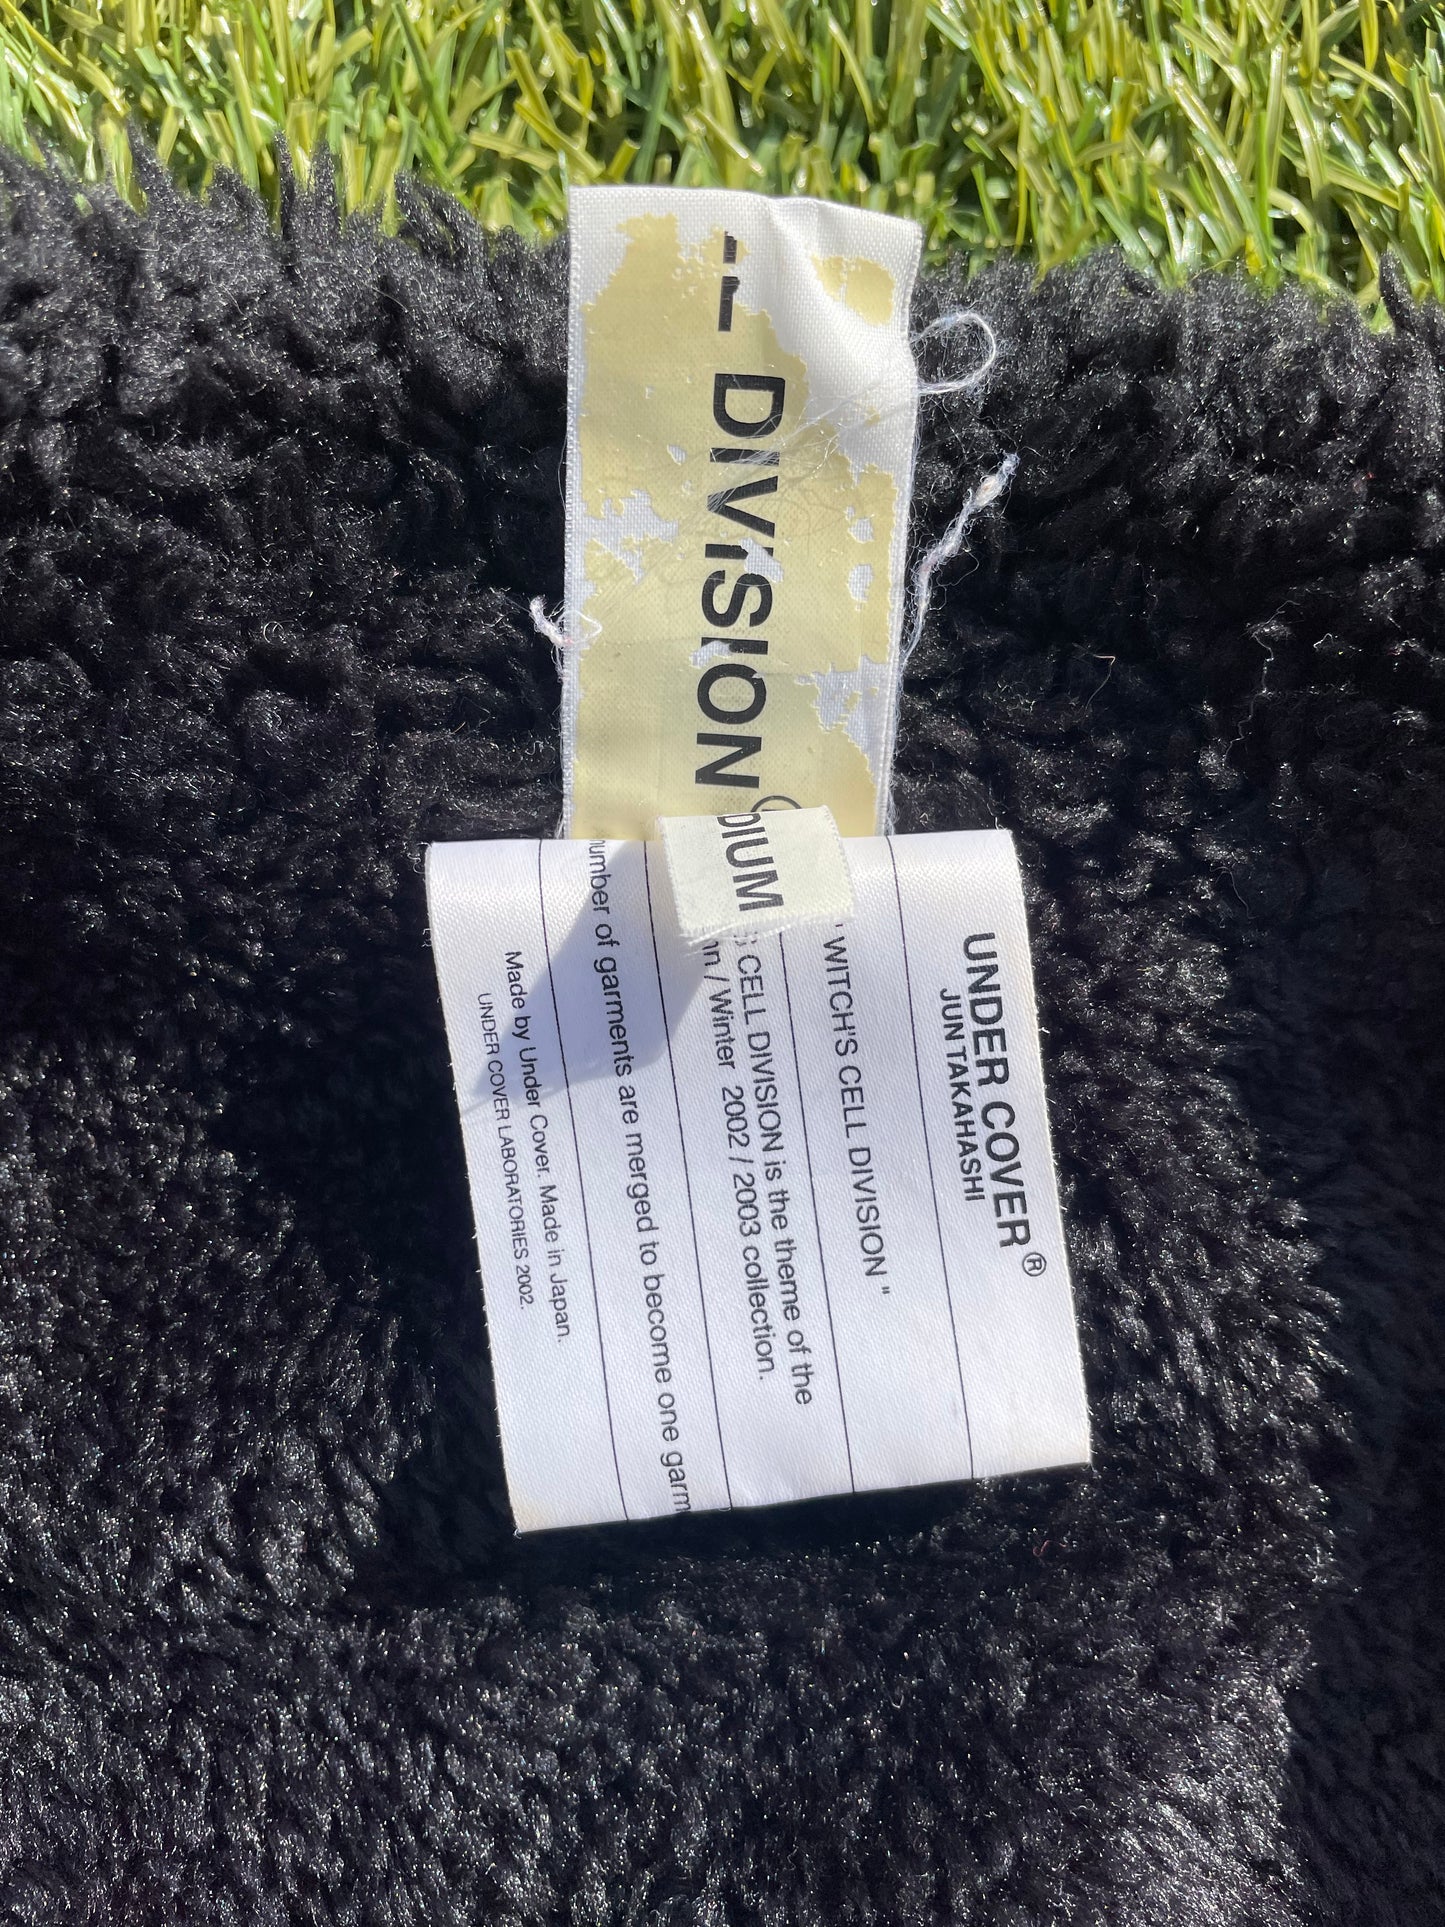 DIVISION
DIUM
UNDER COVER®
JUN TAKAHASHI
"WITCH'S CELL DIVISION"
CELL DIVISION is the theme of the
/ Winter 2002 / 2003 collection.
number of garments are merged to become one garm
Made by Under Cover. Made in Japan.
UNDER COVER LABORATORIES 2002.